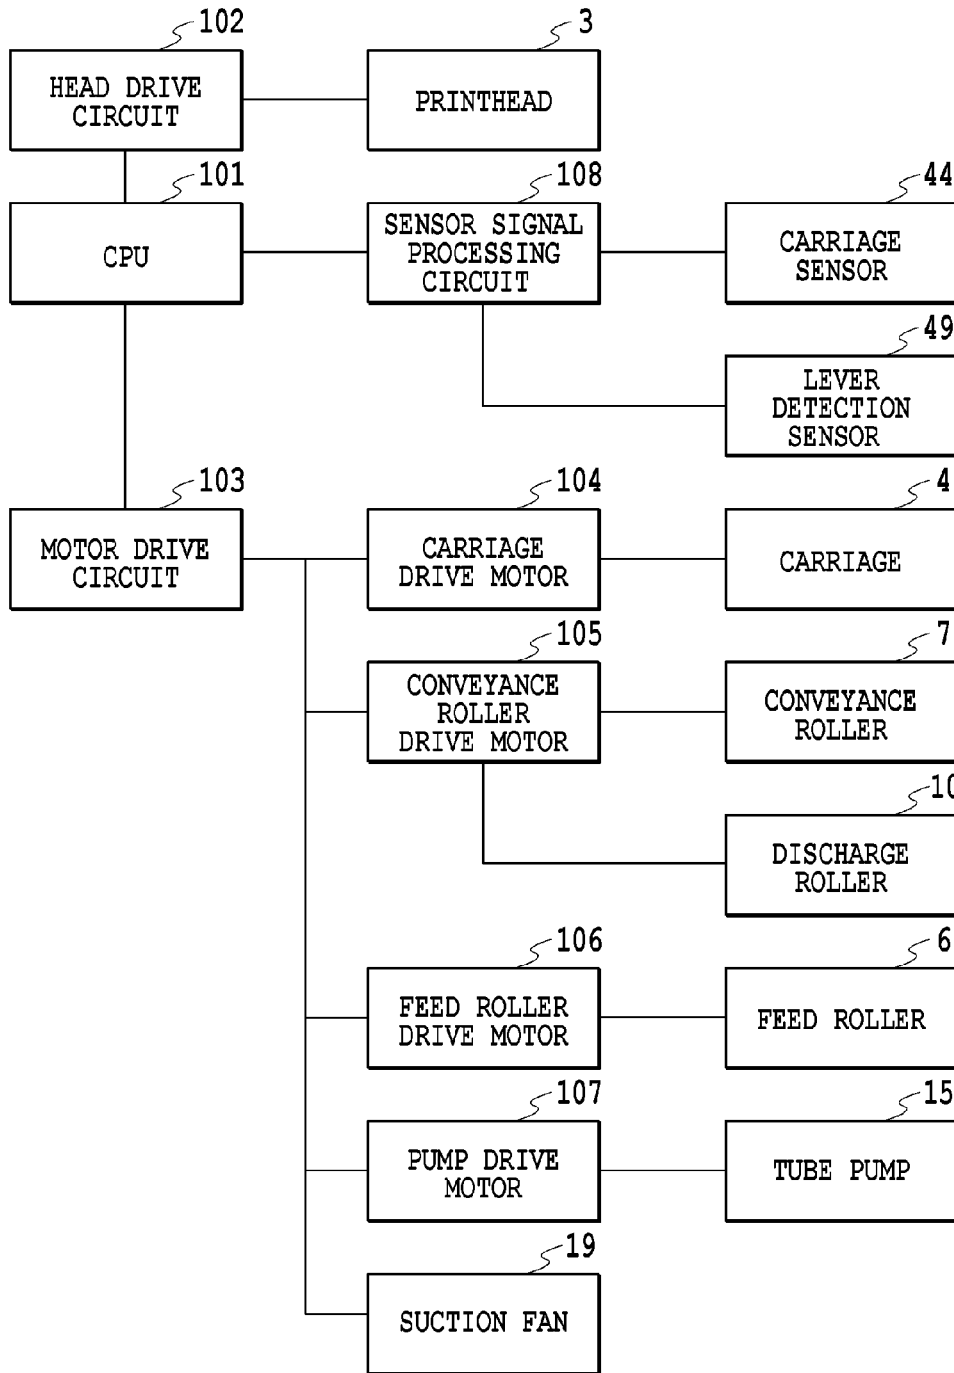 102
HEAD DRIVE
CIRCUIT
3
PRINTHEAD
101
CPU
108
SENSOR SIGNAL
PROCESSING
CIRCUIT
44
CARRIAGE
SENSOR
49
LEVER
DETECTION
SENSOR
103
MOTOR DRIVE
CIRCUIT
104
CARRIAGE
DRIVE MOTOR
4
CARRIAGE
105
CONVEYANCE
ROLLER
DRIVE MOTOR
7
CONVEYANCE
ROLLER
10
DISCHARGE
ROLLER
106
FEED ROLLER
DRIVE MOTOR
6
FEED ROLLER
107
PUMP DRIVE
MOTOR
15
TUBE PUMP
19
SUCTION FAN